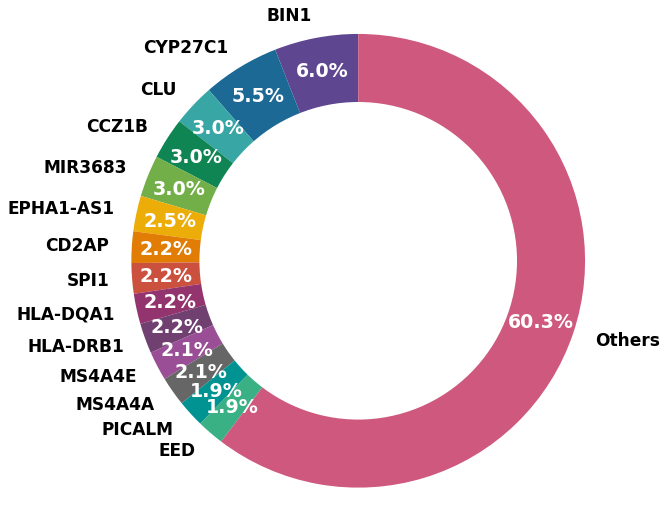 BIN1
6.0%
CYP27C1
5.5%
CLU
3.0%
CCZ1B
3.0%
MIR3683
3.0%
EPHA1-AS1
2.5%
CD2AP
2.2%
SPI1
2.2%
HLA-DQA1
2.2%
HLA-DRB1
2.2%
MS4A4E
2.1%
MS4A4A
2.1%
PICALM
1.9%
EED
1.9%
60.3%
Others